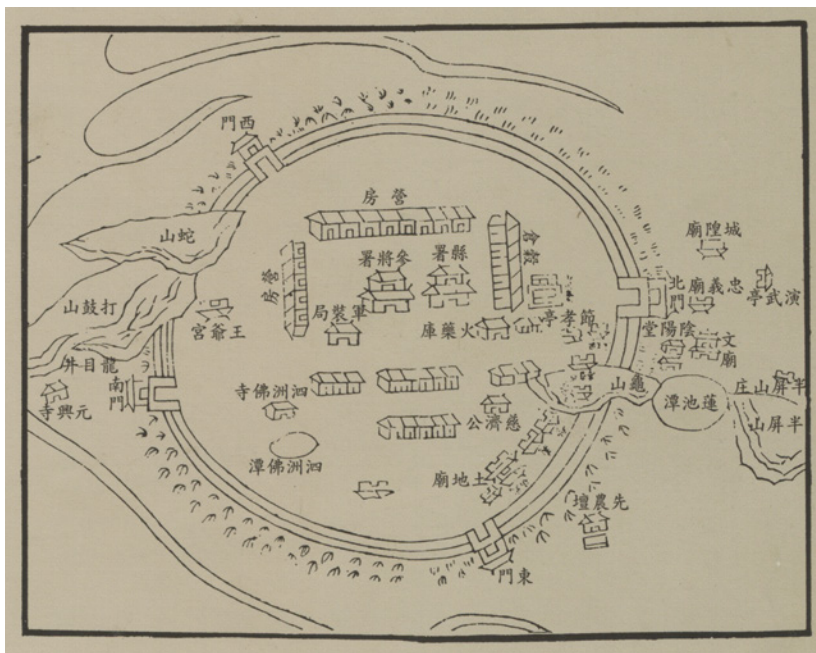 西門
營房
蛇山
城隍廟
參將署
縣署
倉穀
營房
打鼓山
北門
忠義廟
演武亭
王爺宮
軍裝局
火藥庫
節孝亭
陰陽堂
文廟
龍目井
元興寺
南門
泗洲佛寺
龜山
蓮池潭
半屏山庄
半屏山
慈濟公
泗洲佛潭
土地廟
先農壇
東門